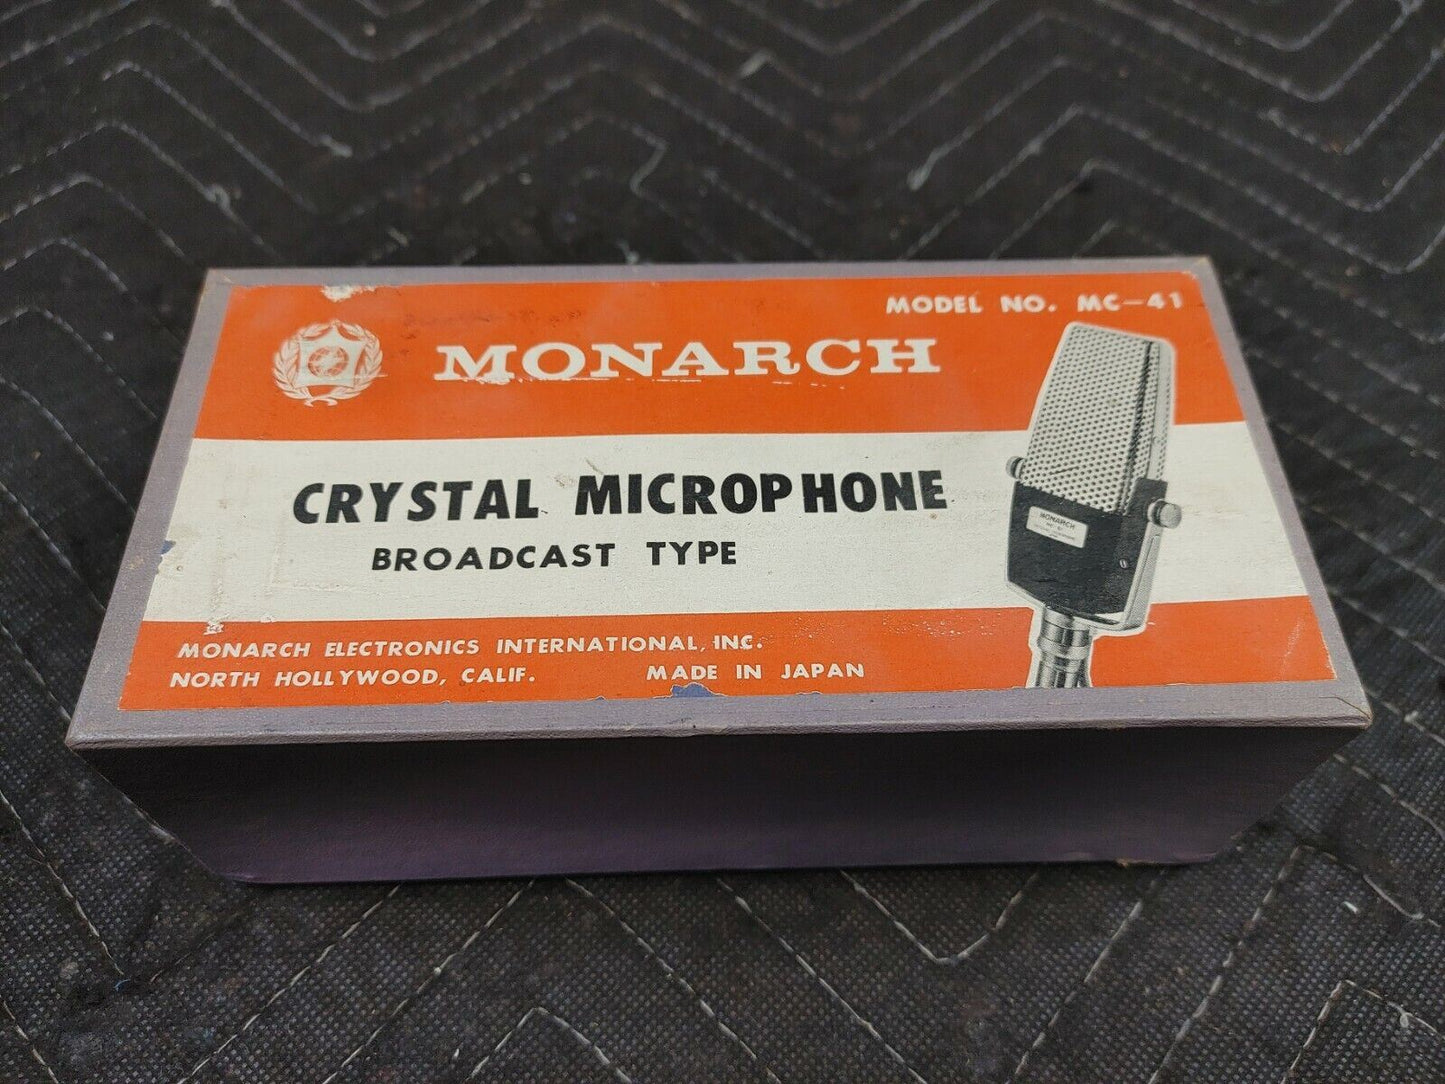 MODEL NO. MC-41
MONARCH
CRYSTAL MICROPHONE
BROADCAST TYPE
MONARCH
MONARCH ELECTRONICS INTERNATIONAL, INC.
NORTH HOLLYWOOD, CALIF. MADE IN JAPAN